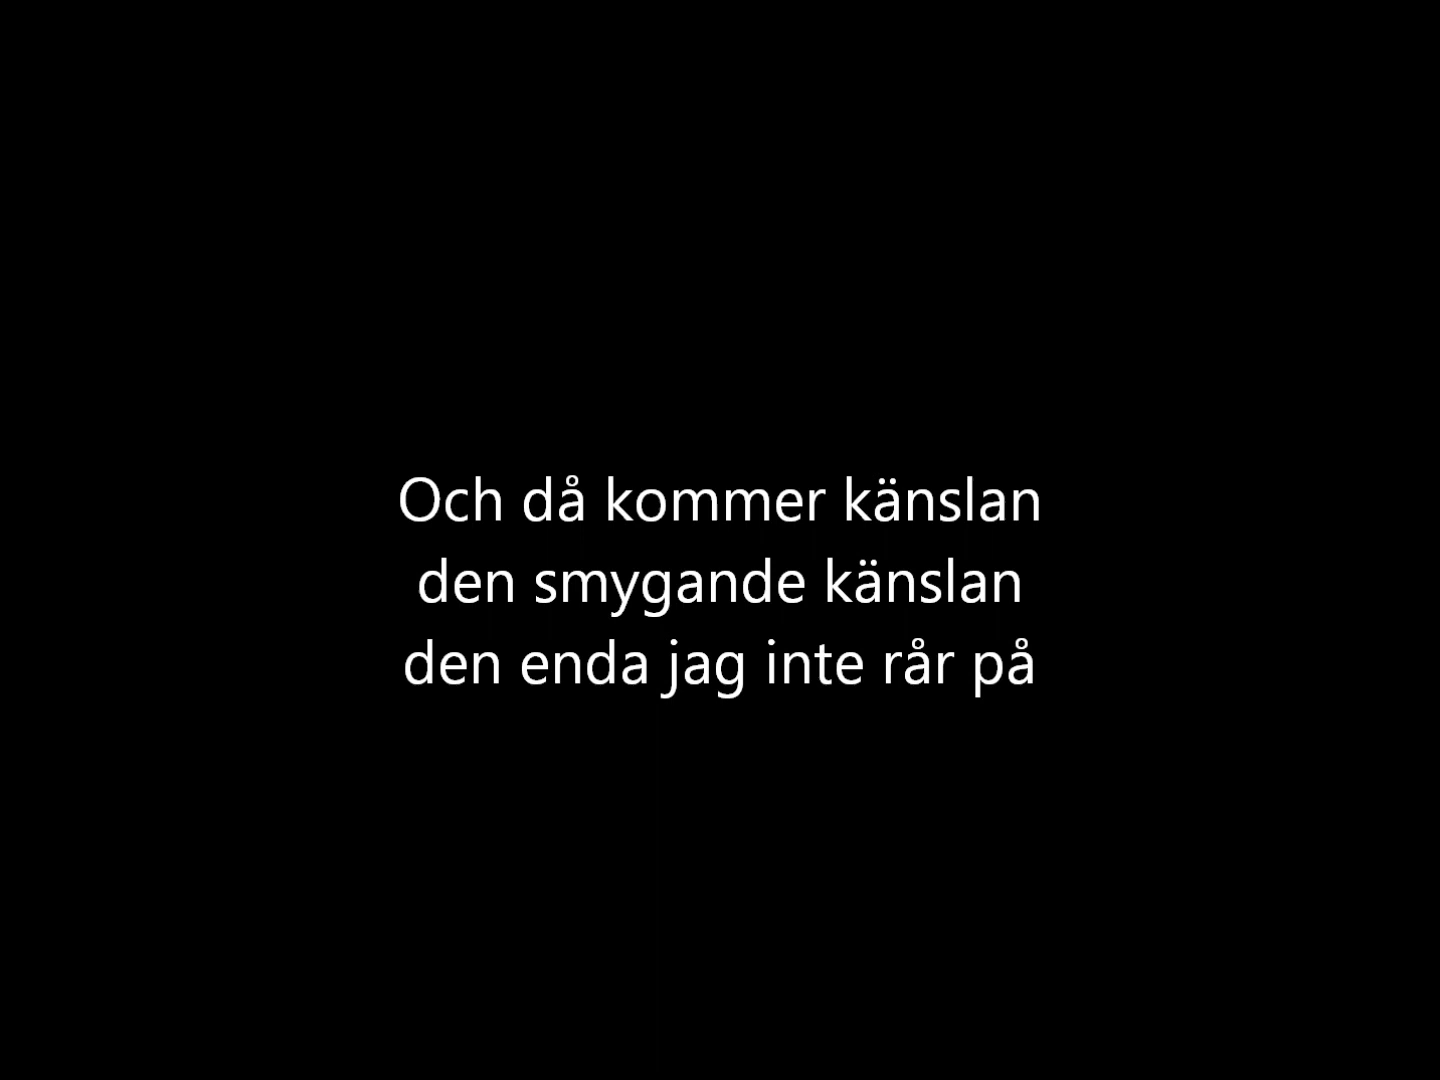 Och då kommer känslan
den smygande känslan
den enda jag inte rår på